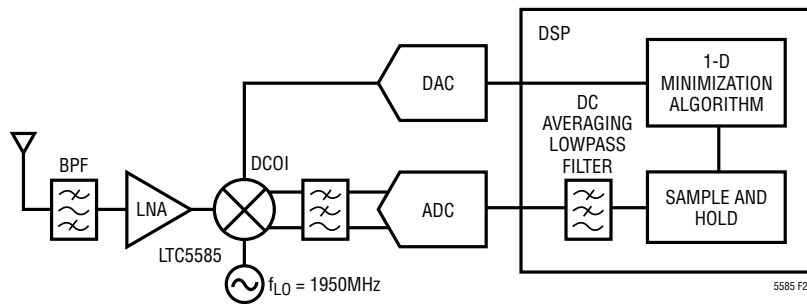 DSP
1-D
MINIMIZATION
ALGORITHM
DAC
DC
AVERAGING
LOWPASS
FILTER
DCOI
BPF
LNA
ADC
SAMPLE AND
HOLD
LTC5585
fLO = 1950MHz
5585 F2